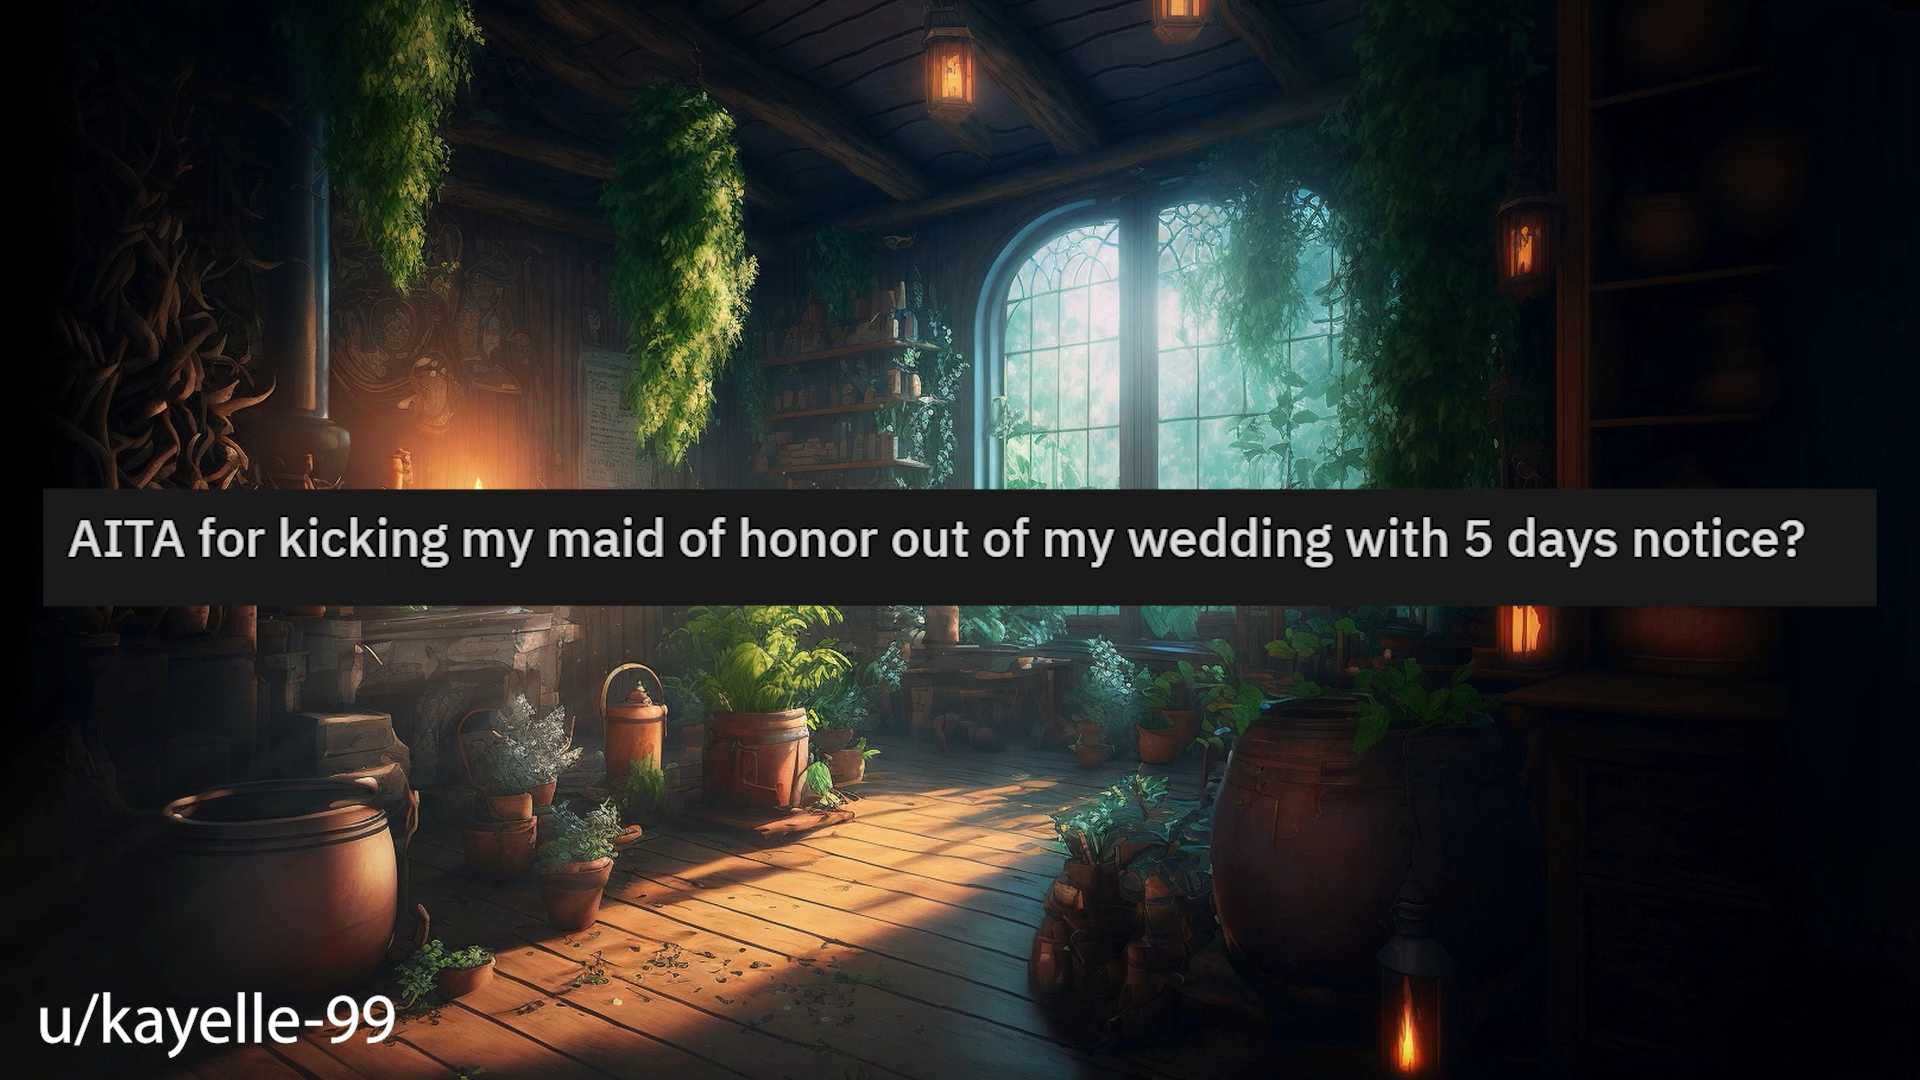 AITA for kicking my maid of honor out of my wedding with 5 days notice?
u/kayelle-99